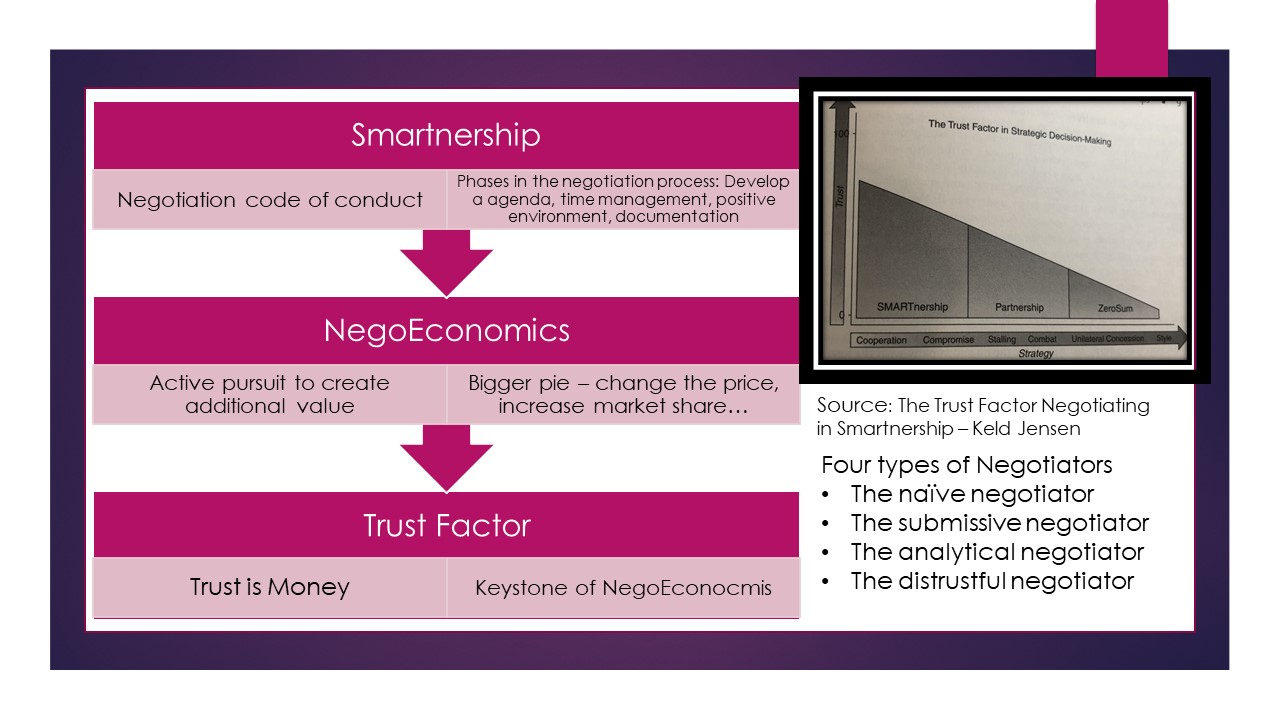 Smartnership
Negotiation code of conduct
Phases in the negotiation process: Develop
a agenda, time management, positive
environment, documentation
NegoEconomics
Active pursuit to create
additional value
Bigger pie – change the price,
increase market share…
Trust Factor
Trust is Money
Keystone of NegoEconocmis
The Trust Factor in Strategic Decision-Making
100
Trust
0
SMARTnership
Partnership
ZeroSum
Cooperation Compromise Stalling Combat Unilateral Concession Style
Strategy
Source: The Trust Factor Negotiating
in Smartnership – Keld Jensen
Four types of Negotiators
• The naïve negotiator
• The submissive negotiator
• The analytical negotiator
• The distrustful negotiator